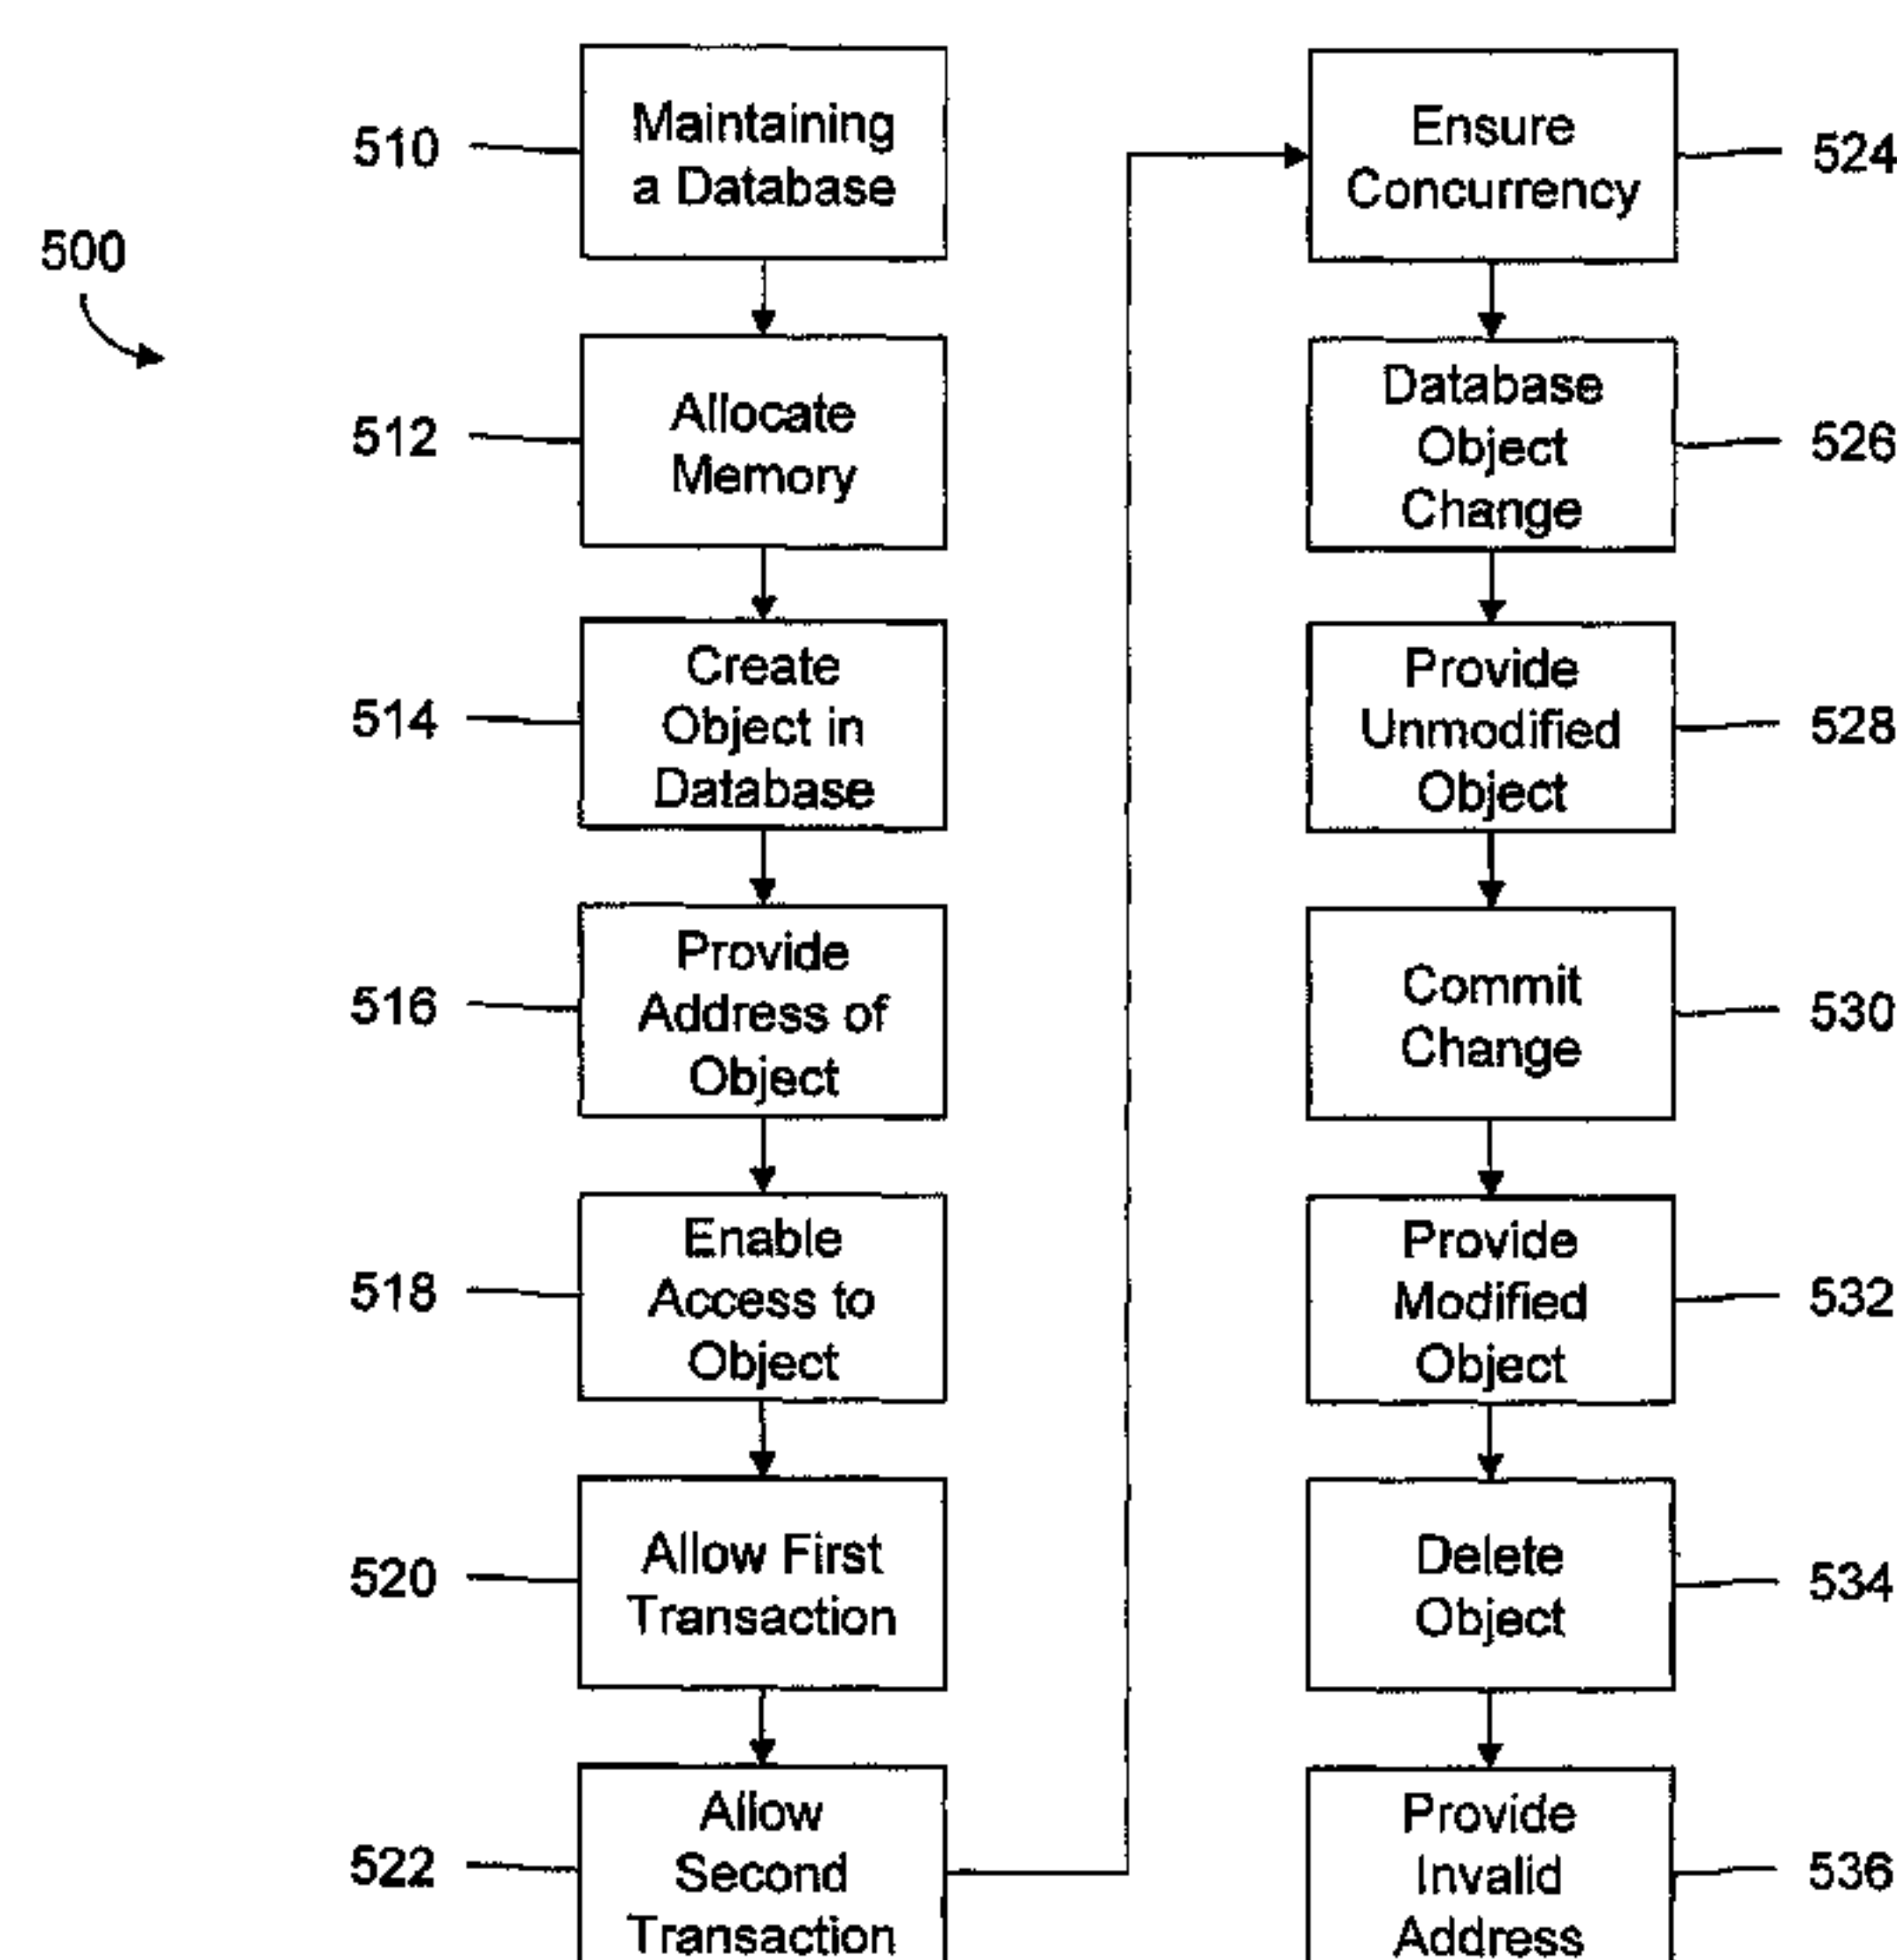 500
510
Maintaining
a Database
512
Allocate
Memory
514
Create
Object in
Database
516
Provide
Address of
Object
518
Enable
Access to
Object
520
Allow First
Transaction
522
Allow
Second
Transaction
Ensure
Concurrency
524
Database
Object
Change
526
Provide
Unmodified
Object
528
Commit
Change
530
Provide
Modified
Object
532
Delete
Object
534
Provide
Invalid
Address
536